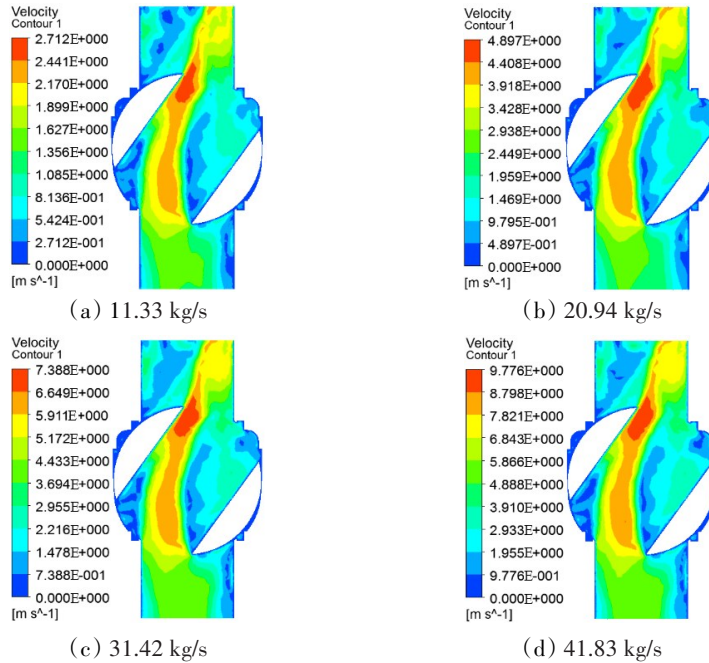 Velocity
Contour 1
2.712E+000
2.441E+000
2.170E+000
1.899E+000
1.627E+000
1.356E+000
1.085E+000
8.136E-001
5.424E-001
2.712E-001
0.000E+000
[m s^-1]
(a) 11.33 kg/s
Velocity
Contour 1
4.897E+000
4.408E+000
3.918E+000
3.428E+000
2.938E+000
2.449E+000
1.959E+000
1.469E+000
9.795E-001
4.897E-001
0.000E+000
[m s^-1]
(b) 20.94 kg/s
Velocity
Contour 1
7.388E+000
6.649E+000
5.911E+000
5.172E+000
4.433E+000
3.694E+000
2.955E+000
2.216E+000
1.478E+000
7.388E-001
0.000E+000
[m s^-1]
(c) 31.42 kg/s
Velocity
Contour 1
9.776E+000
8.798E+000
7.821E+000
6.843E+000
5.866E+000
4.888E+000
3.910E+000
2.933E+000
1.955E+000
9.776E-001
0.000E+000
[m s^-1]
(d) 41.83 kg/s